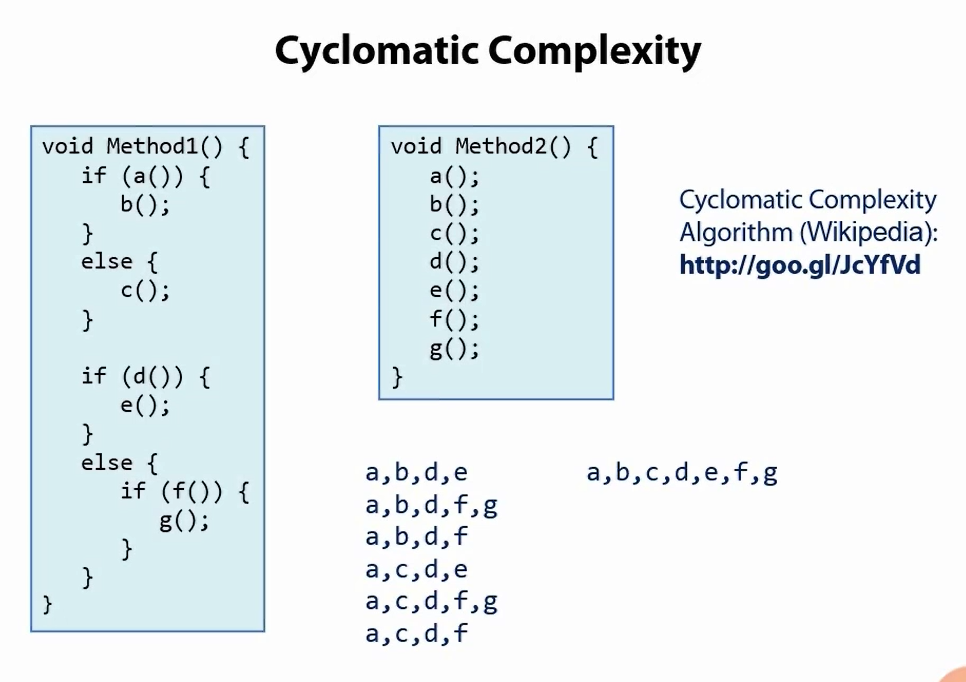 Cyclomatic Complexity
void Method1() {
if (a()) {
b();
}
else {
c();
}
if (d()) {
e();
}
else {
if (f()) {
g();
}
}
}
void Method2() {
a();
b();
c();
d();
e();
f();
g();
}
Cyclomatic Complexity
Algorithm (Wikipedia):
http://goo.gl/JcYfVd
a,b,d,e
a,b,d,f,g
a,b,d,f
a,c,d,e
a,c,d,f,g
a,c,d,f
a,b,c,d,e,f,g